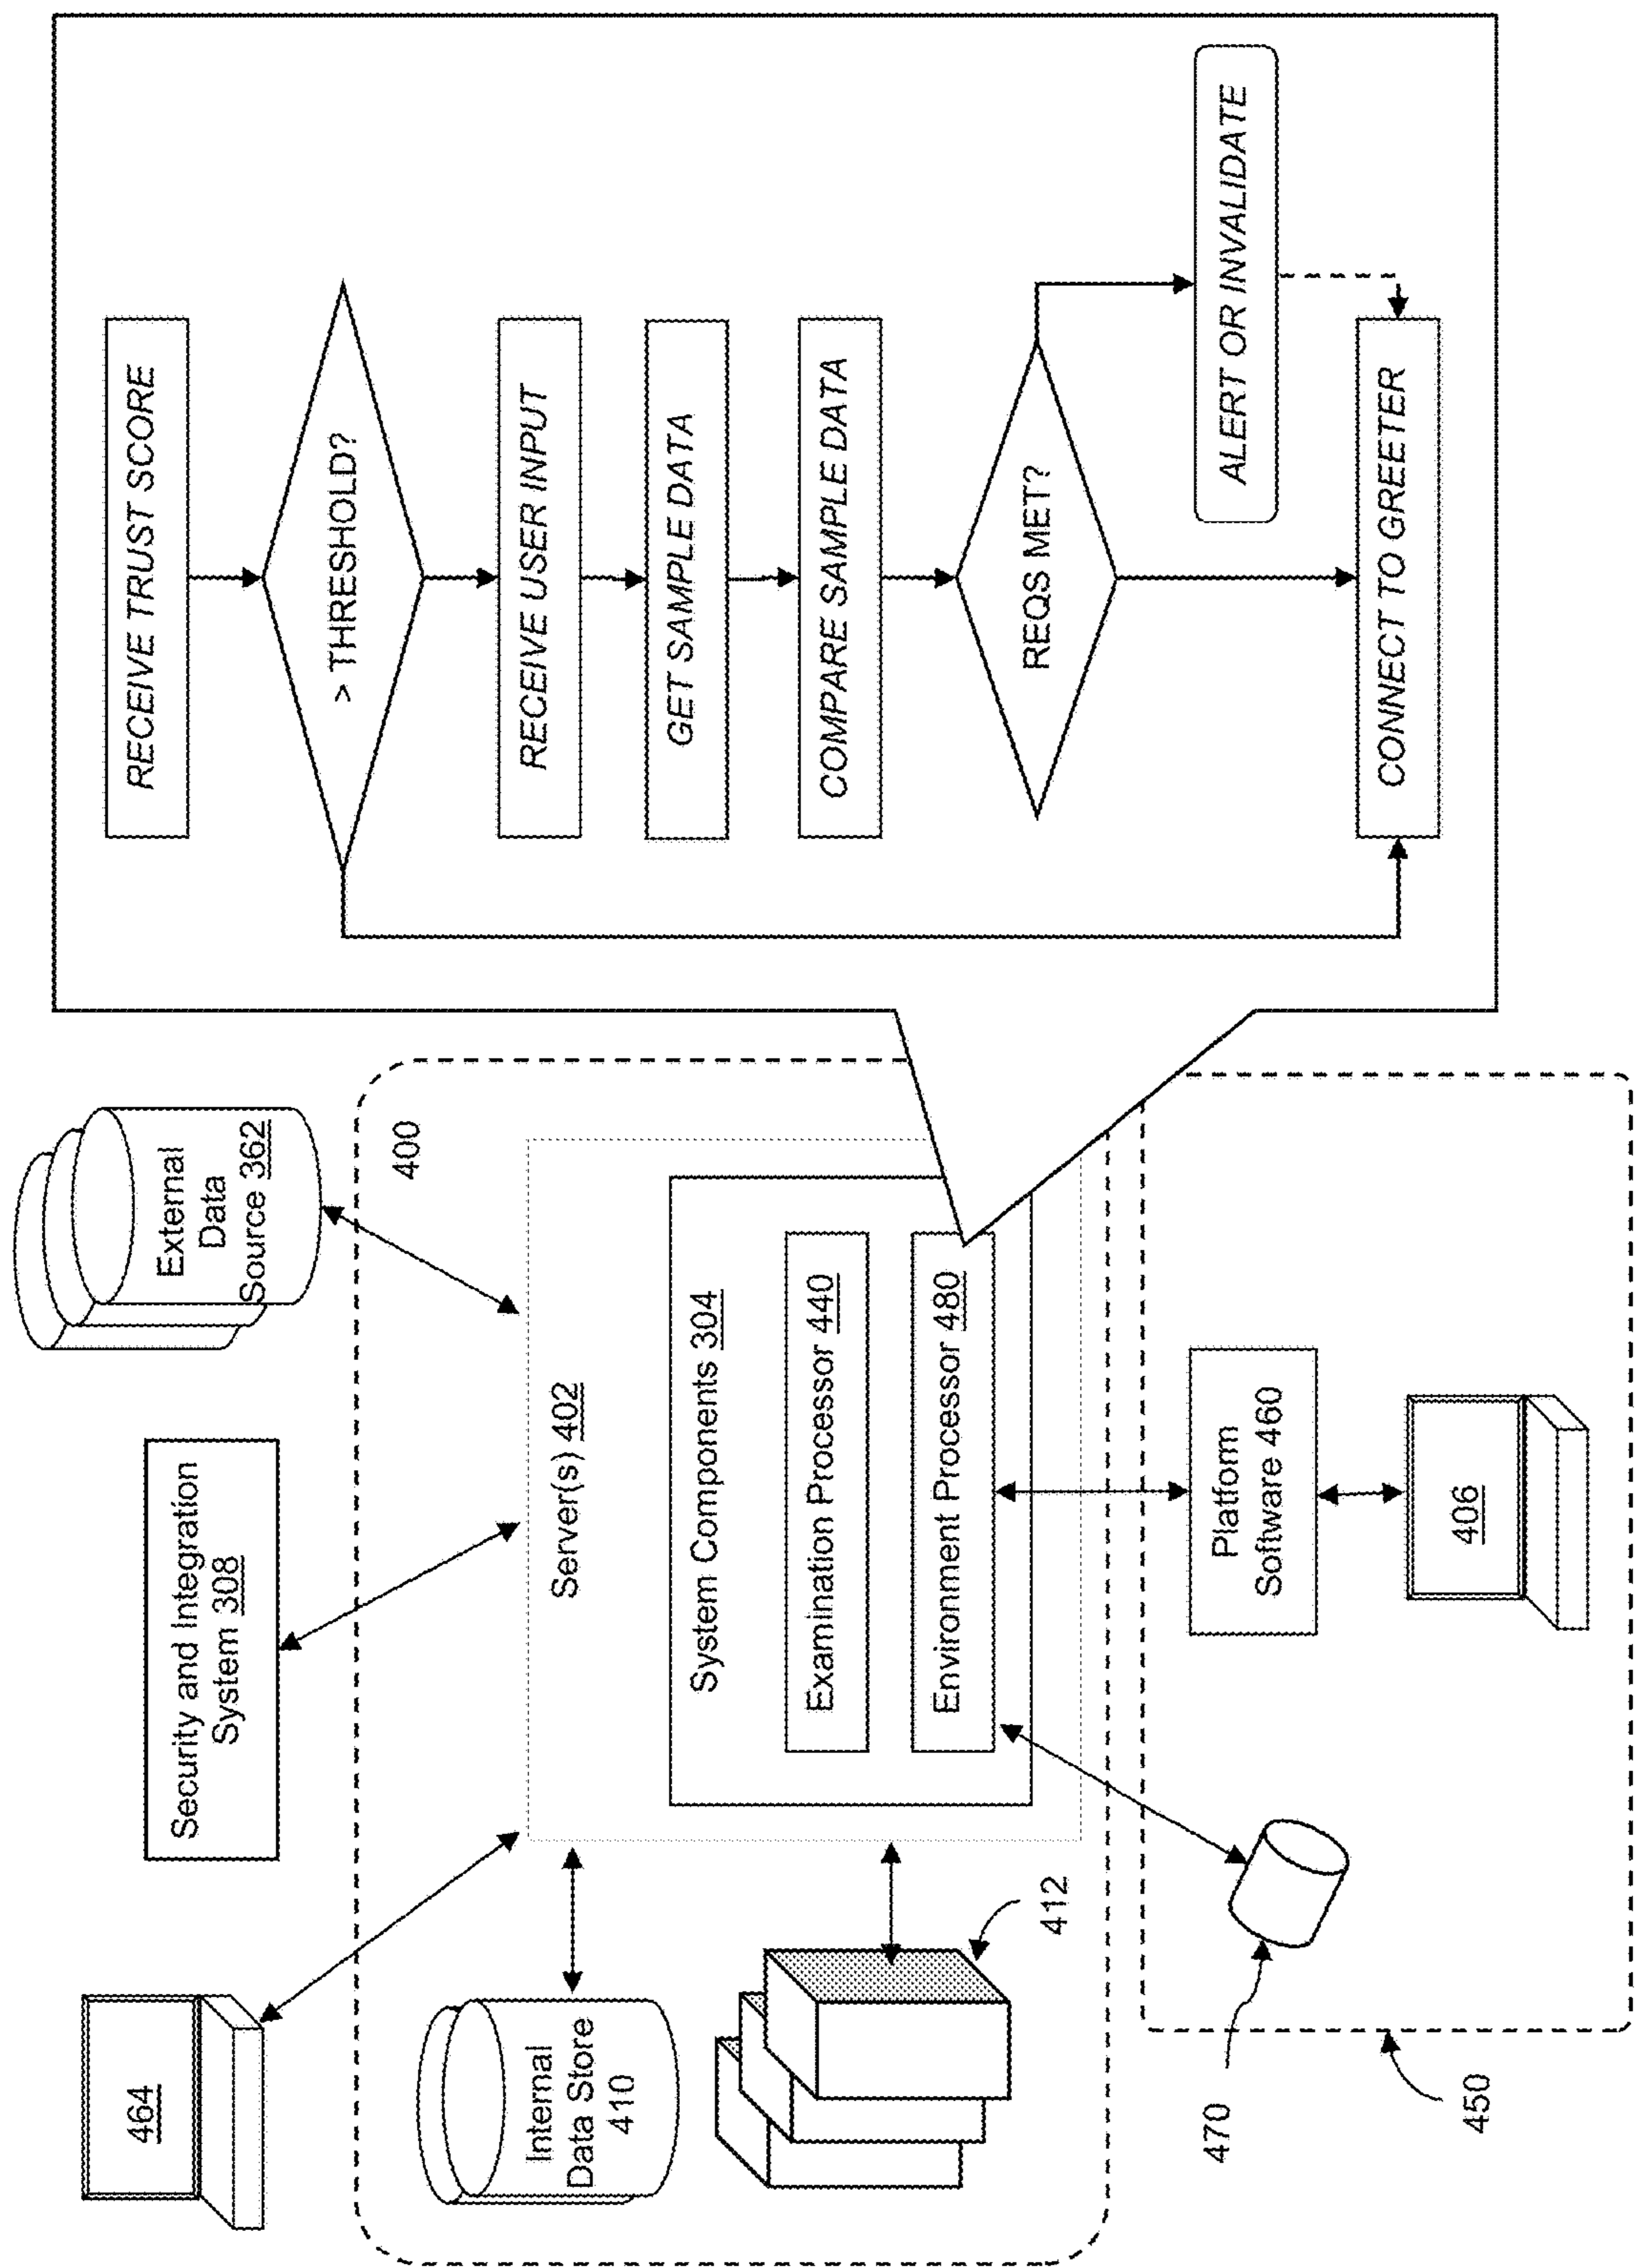 464
Security and Integration
System 308
External
Data
Source 362
400
Internal
Data Store
410
412
Server(s) 402
System Components 304
Examination Processor 440
Environment Processor 480
470
450
Platform
Software 460
406
RECEIVE TRUST SCORE
> THRESHOLD?
RECEIVE USER INPUT
GET SAMPLE DATA
COMPARE SAMPLE DATA
REQS MET?
ALERT OR INVALIDATE
CONNECT TO GREETER